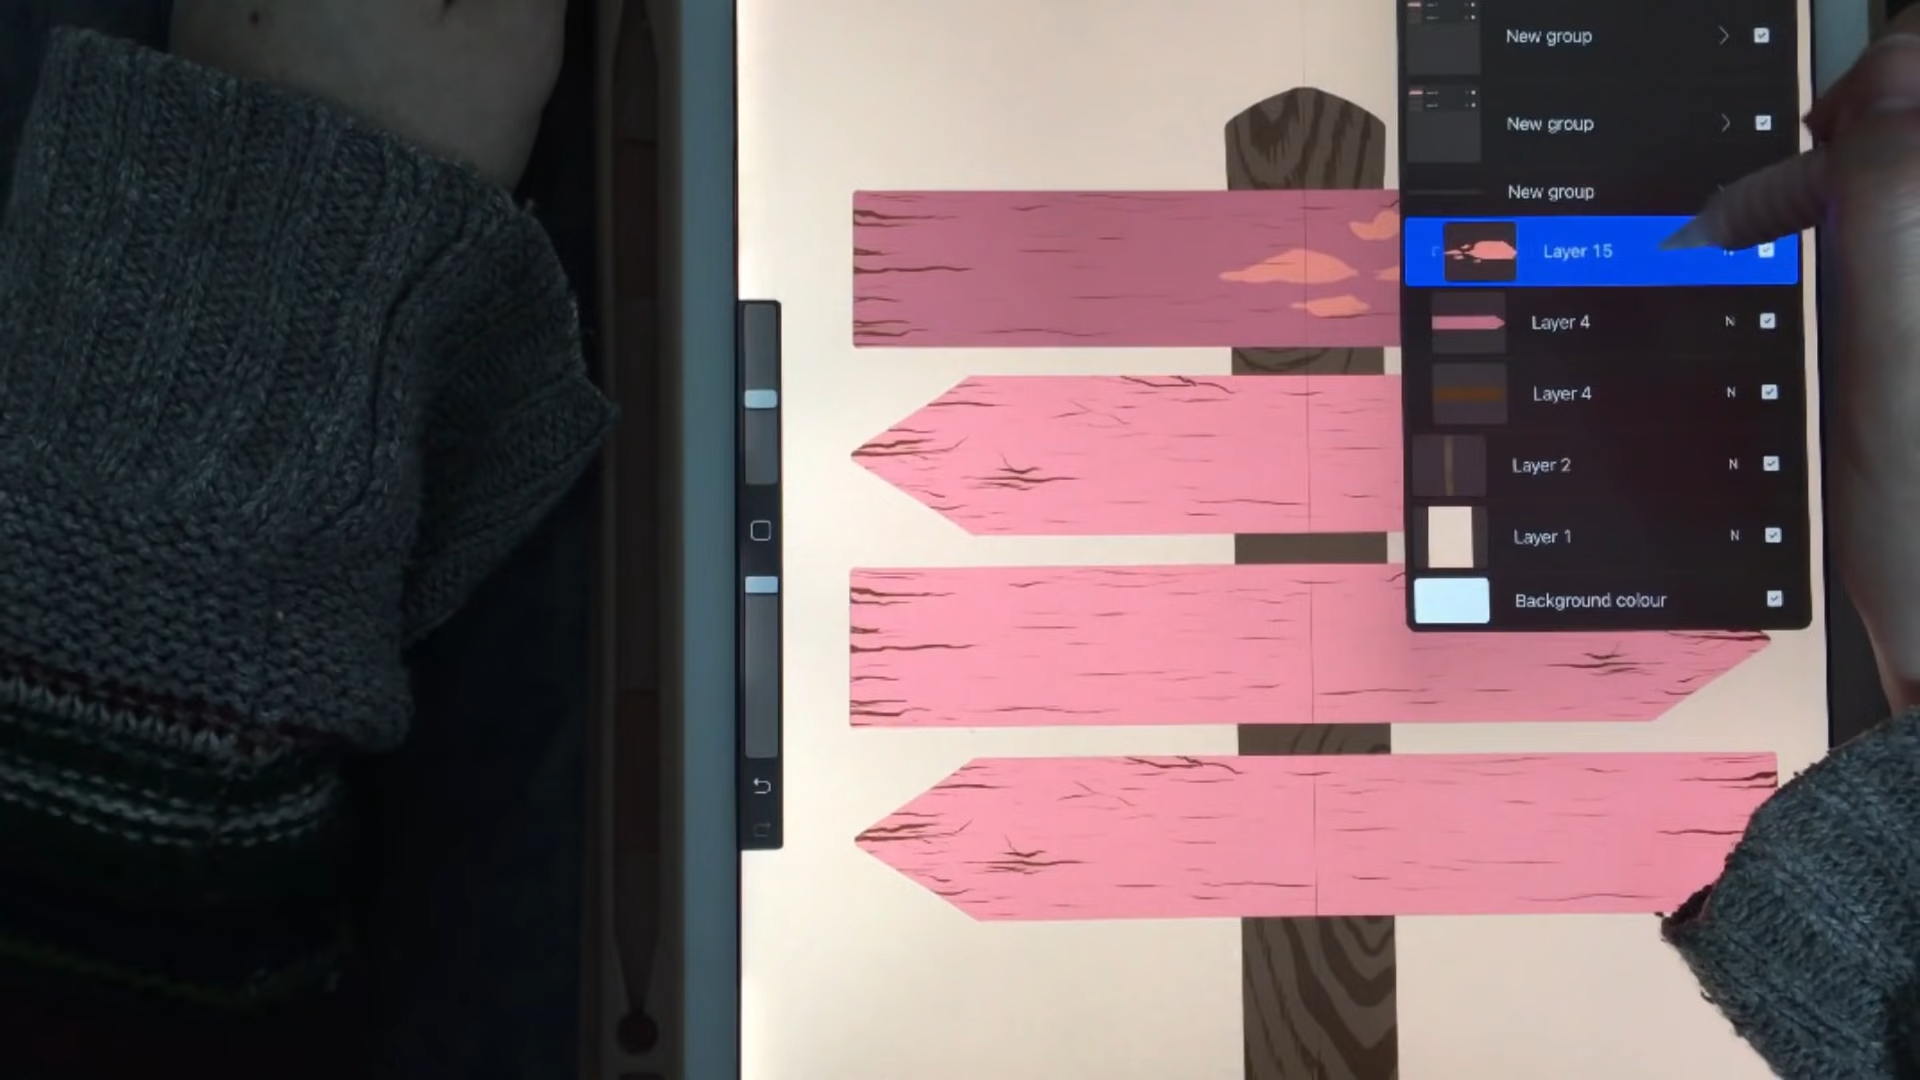 New group
New group
New group
Layer 15
Layer 4
N
Layer 4
N
Layer 2
N
Layer 1
N
Background colour